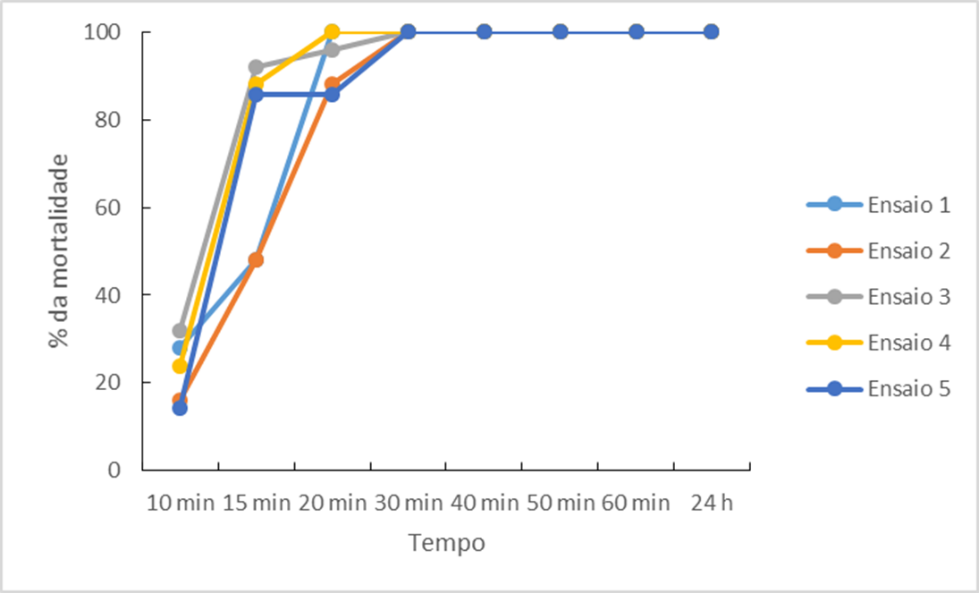 100
80
60
40
20
0
% da mortalidade
10 min 15 min 20 min 30 min 40 min 50 min 60 min 24 h
Tempo
Ensaio 1
Ensaio 2
Ensaio 3
Ensaio 4
Ensaio 5